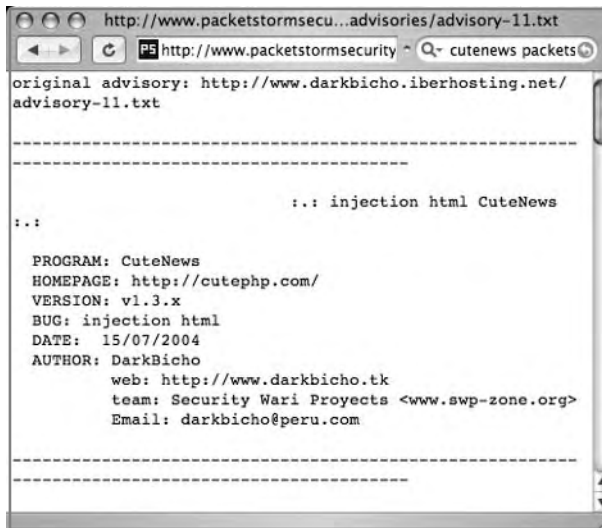 http://www.packetstormsecu...advisories/advisory-11.txt
PS http://www.packetstormsecurity
Q- cutenews packets
original advisory: http://www.darkbicho.iberhosting.net/
advisory-11.txt
---------------------------------------------------------
----------------------------------------
:.: injection html CuteNews
:.:
PROGRAM: CuteNews
HOMEPAGE: http://cutephp.com/
VERSION: v1.3.x
BUG: injection html
DATE: 15/07/2004
AUTHOR: DarkBicho
web: http://www.darkbicho.tk
team: Security Wari Proyects <www.swp-zone.org>
Email: darkbicho@peru.com
---------------------------------------------------------
----------------------------------------